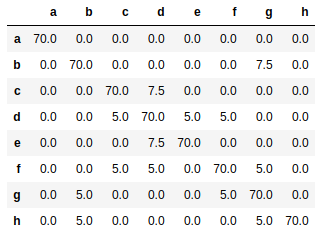 a b c d e f g h
a 70.0 0.0 0.0 0.0 0.0 0.0 0.0 0.0
b 0.0 70.0 0.0 0.0 0.0 0.0 7.5 0.0
c 0.0 0.0 70.0 7.5 0.0 0.0 0.0 0.0
d 0.0 0.0 5.0 70.0 5.0 5.0 0.0 0.0
e 0.0 0.0 0.0 7.5 70.0 0.0 0.0 0.0
f 0.0 0.0 5.0 5.0 0.0 70.0 5.0 0.0
g 0.0 5.0 0.0 0.0 0.0 5.0 70.0 0.0
h 0.0 5.0 0.0 0.0 0.0 0.0 5.0 70.0